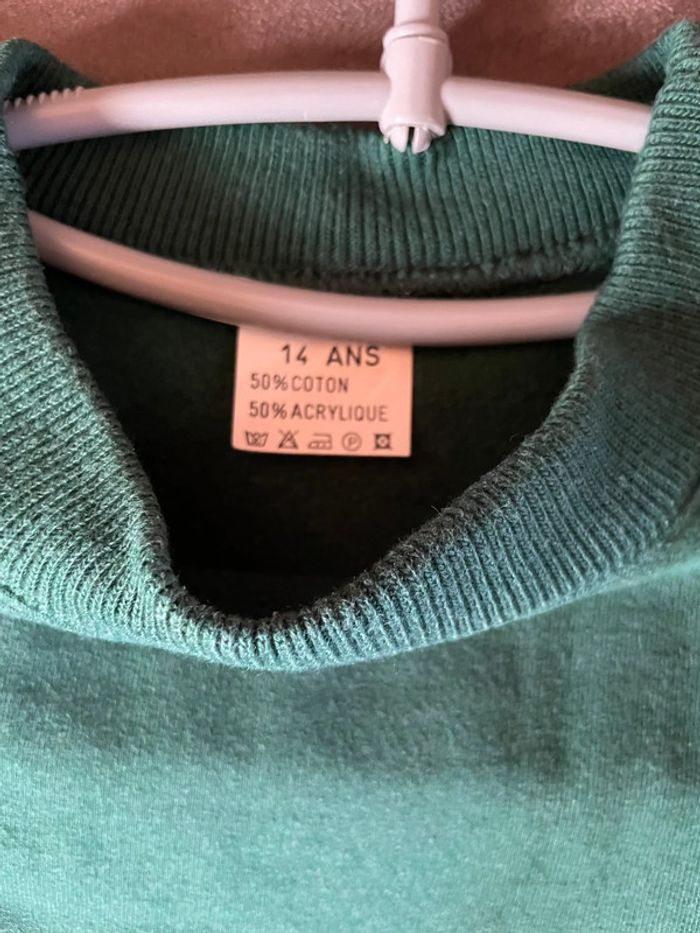 14 ANS
50% COTON
50% ACRYLIQUE
P